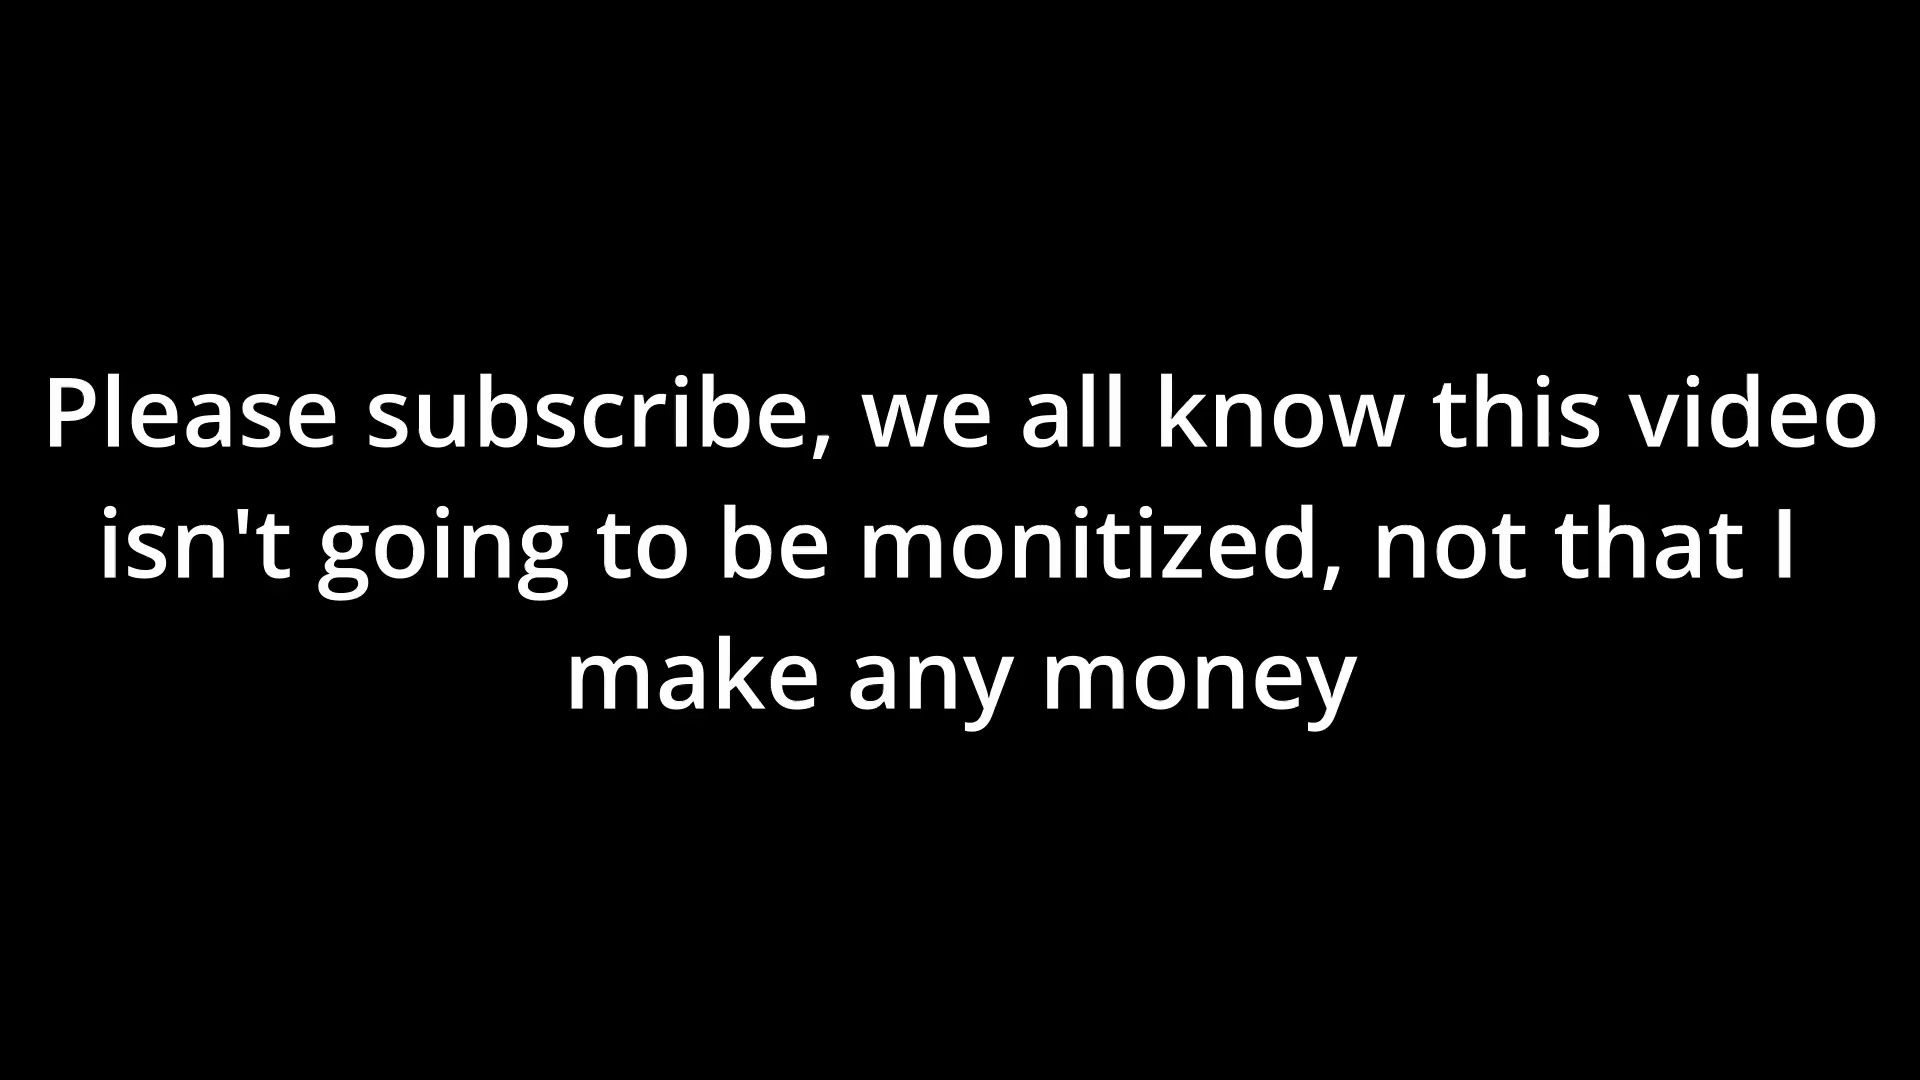 Please subscribe, we all know this video
isn't going to be monitized, not that I
make any money